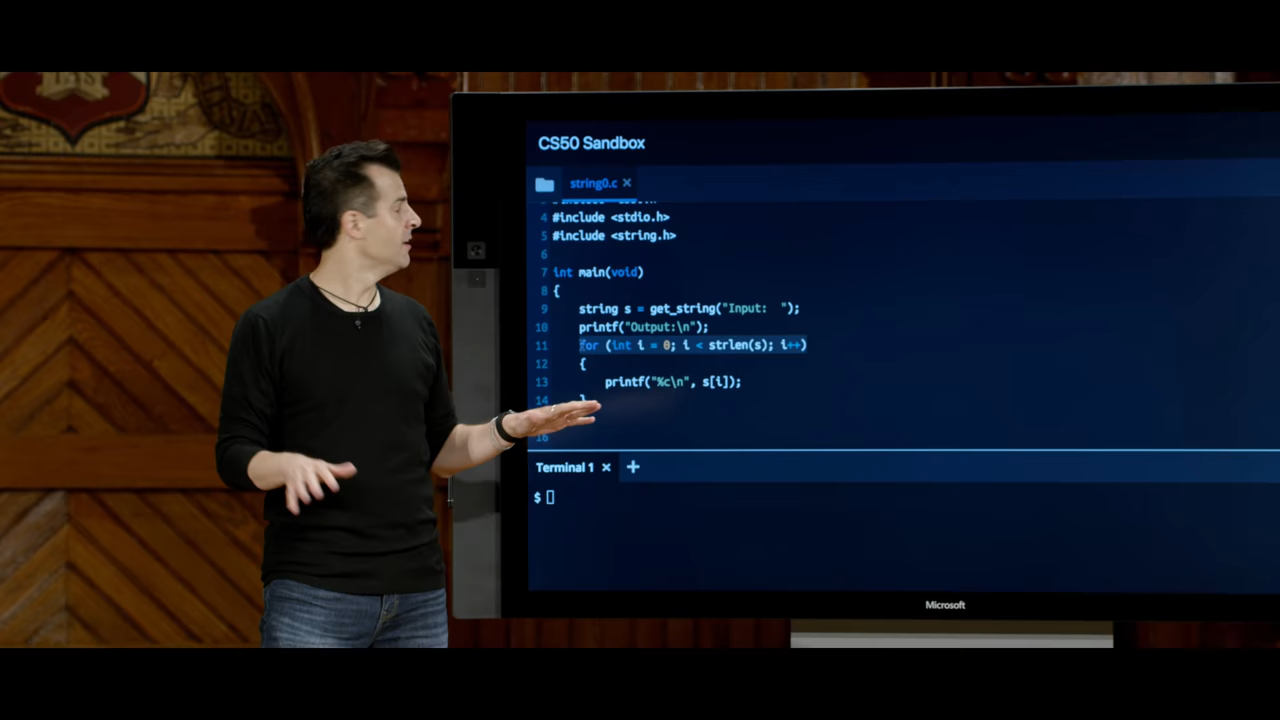 CS50 Sandbox
string0.c ×
4 #include <stdio.h>
5 #include <string.h>
6
7 int main(void)
8 {
9 string s = get_string("Input:  ");
10 printf("Output:\n");
11 for (int i = 0; i < strlen(s); i++)
12 {
13 printf("%c\n", s[i]);
14 }
16
Terminal 1 × +
$
Microsoft